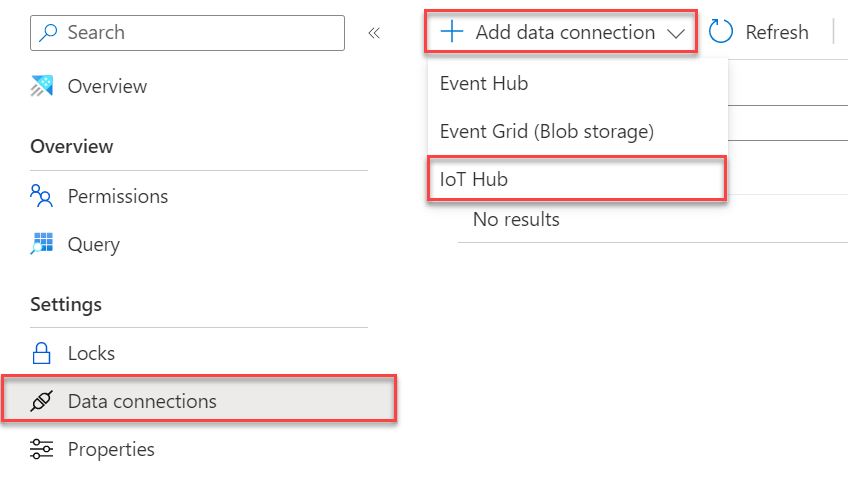 Search
Overview
Overview
Permissions
Query
Settings
Locks
Data connections
Properties
Add data connection
Refresh
Event Hub
Event Grid (Blob storage)
IoT Hub
No results